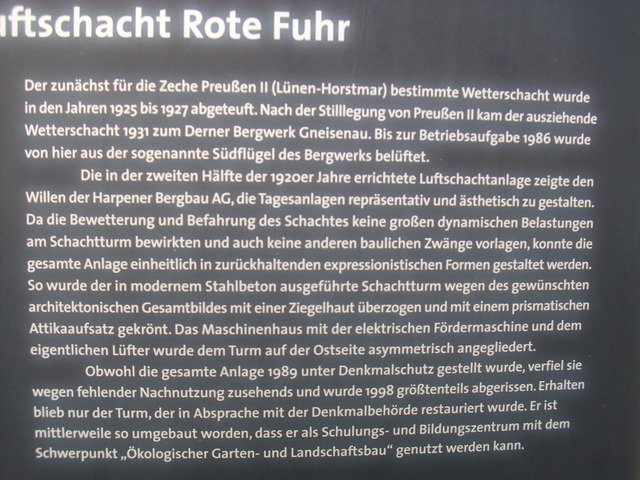 uftschacht Rote Fuhr
Der zunächst für die Zeche Preußen II (Lünen-Horstmar) bestimmte Wetterschacht wurde
in den Jahren 1925 bis 1927 abgeteuft. Nach der Stilllegung von Preußen II kam der ausziehende
Wetterschacht 1931 zum Derner Bergwerk Gneisenau. Bis zur Betriebsaufgabe 1986 wurde
von hier aus der sogenannte Südflügel des Bergwerks belüftet.
Die in der zweiten Hälfte der 1920er Jahre errichtete Luftschachtanlage zeigte den
Willen der Harpener Bergbau AG, die Tagesanlagen repräsentativ und ästhetisch zu gestalten.
Da die Bewetterung und Befahrung des Schachtes keine großen dynamischen Belastungen
am Schachtturm bewirkten und auch keine anderen baulichen Zwänge vorlagen, konnte die
gesamte Anlage einheitlich in zurückhaltenden expressionistischen Formen gestaltet werden.
So wurde der in modernem Stahlbeton ausgeführte Schachtturm wegen des gewünschten
architektonischen Gesamtbildes mit einer Ziegelhaut überzogen und mit einem prismatischen
Attikaaufsatz gekrönt. Das Maschinenhaus mit der elektrischen Fördermaschine und dem
eigentlichen Lüfter wurde dem Turm auf der Ostseite asymmetrisch angegliedert.
Obwohl die gesamte Anlage 1989 unter Denkmalschutz gestellt wurde, verfiel sie
wegen fehlender Nachnutzung zusehends und wurde 1998 größtenteils abgerissen. Erhalten
blieb nur der Turm, der in Absprache mit der Denkmalbehörde restauriert wurde. Er ist
mittlerweile so umgebaut worden, dass er als Schulungs- und Bildungszentrum mit dem
Schwerpunkt „Ökologischer Garten- und Landschaftsbau“ genutzt werden kann.